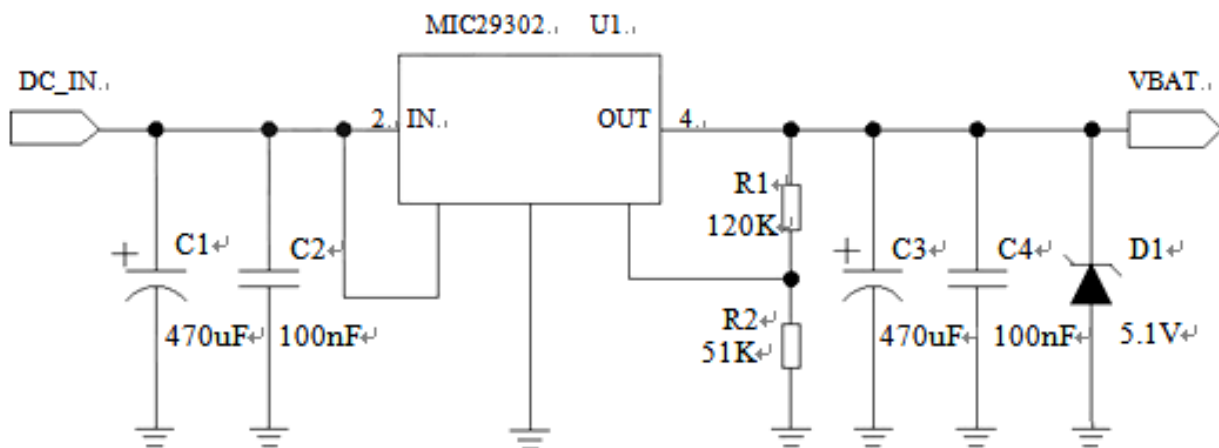 MIC29302 U1
DC_IN
VBAT
2 IN
OUT 4
R1
120K
C1
C2
C3
C4
D1
R2
51K
470uF
100nF
470uF
100nF
5.1V